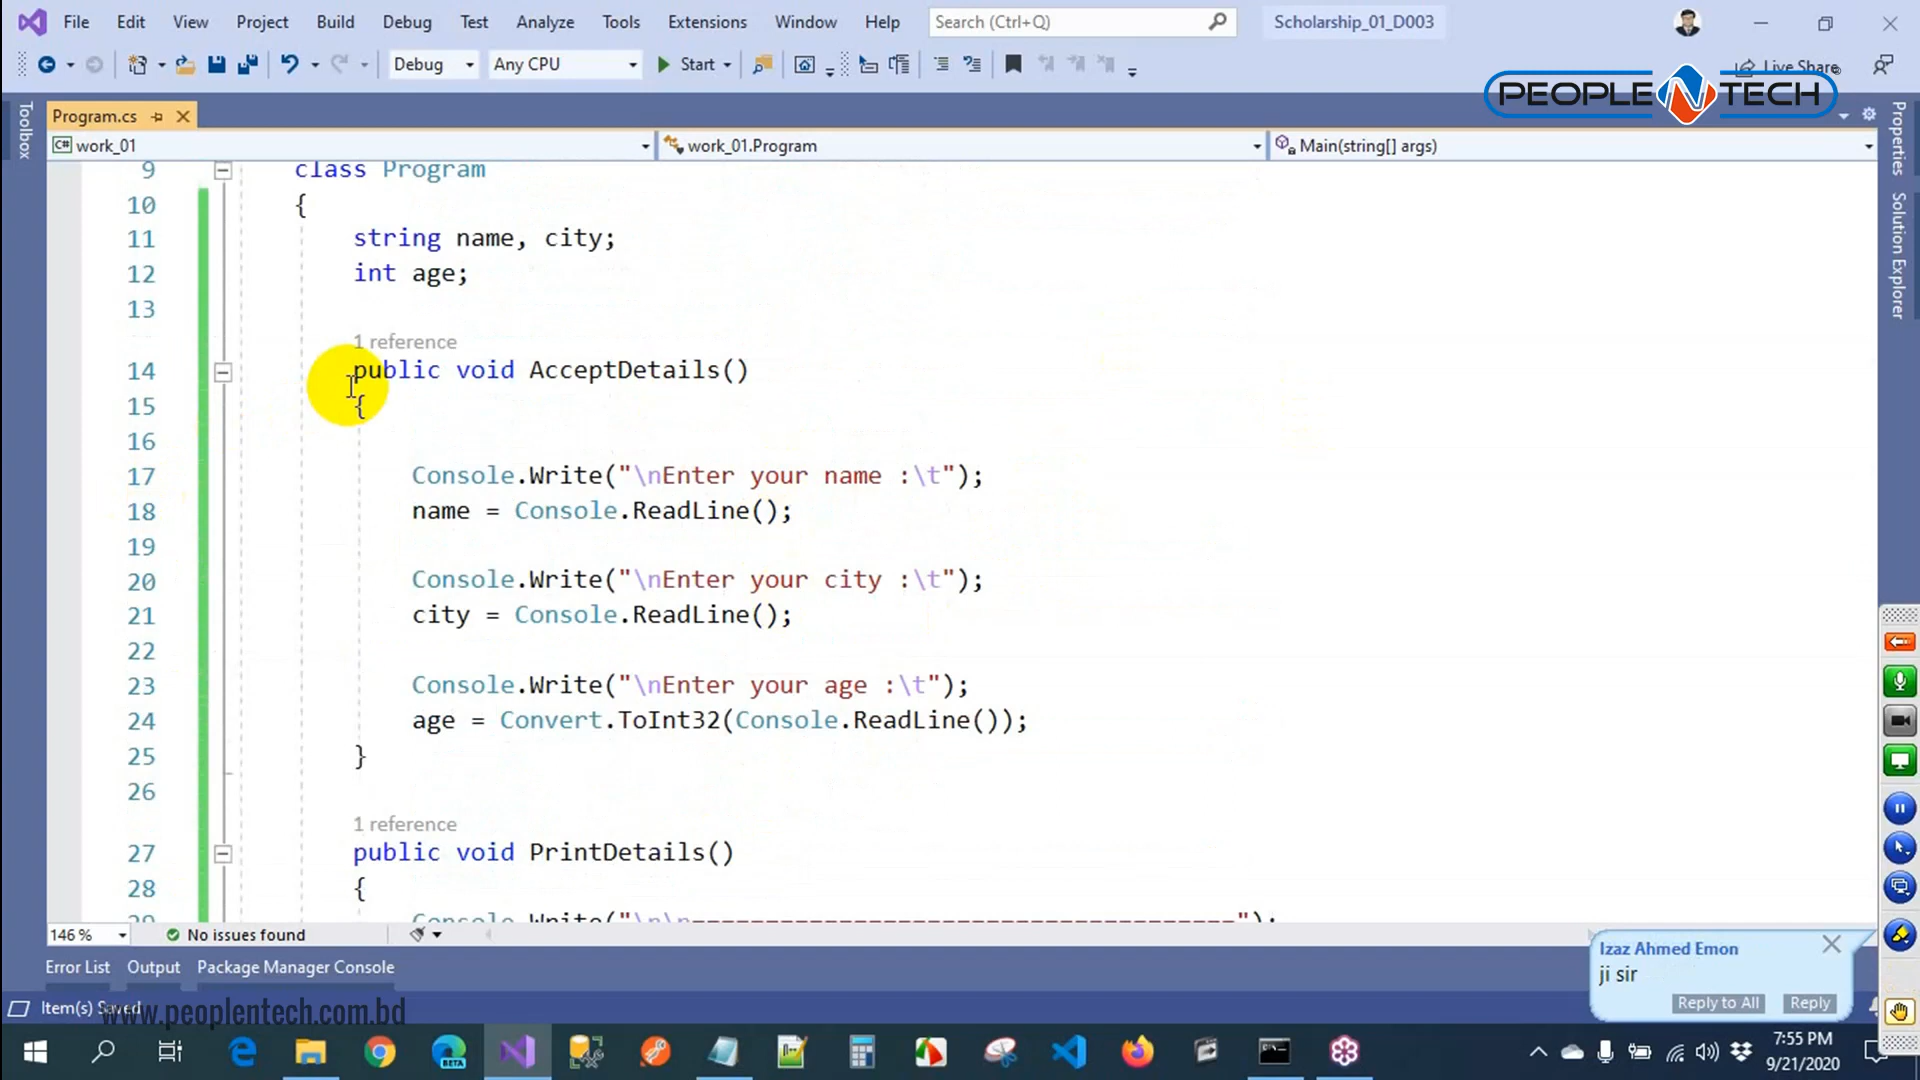 File Edit View Project Build Debug Test Analyze Tools Extensions Window Help Search (Ctrl+Q) Scholarship_01_D003
Debug Any CPU Start Live Share
PEOPLE N TECH
Toolbox
Program.cs
C# work_01 work_01.Program Main(string[] args)
Properties
Solution Explorer
9 class Program
10 {
11 string name, city;
12 int age;
13
1 reference
14 public void AcceptDetails()
15 {
16
17 Console.Write("\nEnter your name :\t");
18 name = Console.ReadLine();
19
20 Console.Write("\nEnter your city :\t");
21 city = Console.ReadLine();
22
23 Console.Write("\nEnter your age :\t");
24 age = Convert.ToInt32(Console.ReadLine());
25 }
26
1 reference
27 public void PrintDetails()
28 {
29 Console.Write("\n\n-------------------------------------");
146 % No issues found
Error List Output Package Manager Console
Izaz Ahmed Emon
ji sir
Reply to All Reply
Item(s) Saved
www.peoplentech.com.bd
BETA
7:55 PM
9/21/2020